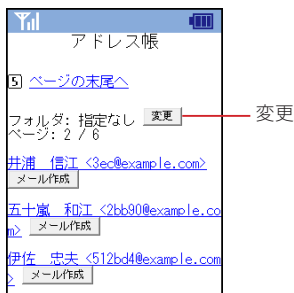 アドレス帳
5 ページの末尾へ
フォルダ: 指定なし 変更
変更
ページ: 2 / 6
井浦 信江 <3ec@example.com>
メール作成
五十嵐 和江 <2bb90@example.co
m> メール作成
伊佐 忠夫 <512bd4@example.com
> メール作成